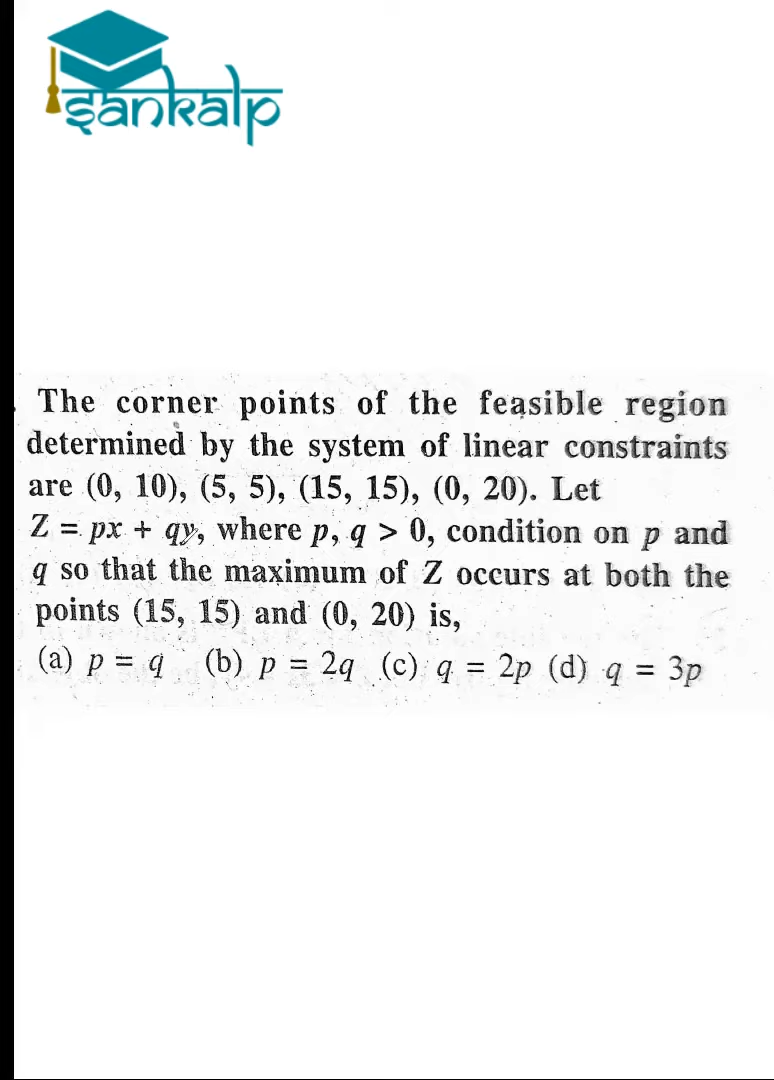 sankalp
The corner points of the feasible region
determined by the system of linear constraints
are (0, 10), (5, 5), (15, 15), (0, 20). Let
Z = px + qy, where p, q > 0, condition on p and
q so that the maximum of Z occurs at both the
points (15, 15) and (0, 20) is,
(a) p = q (b) p = 2q (c) q = 2p (d) q = 3p